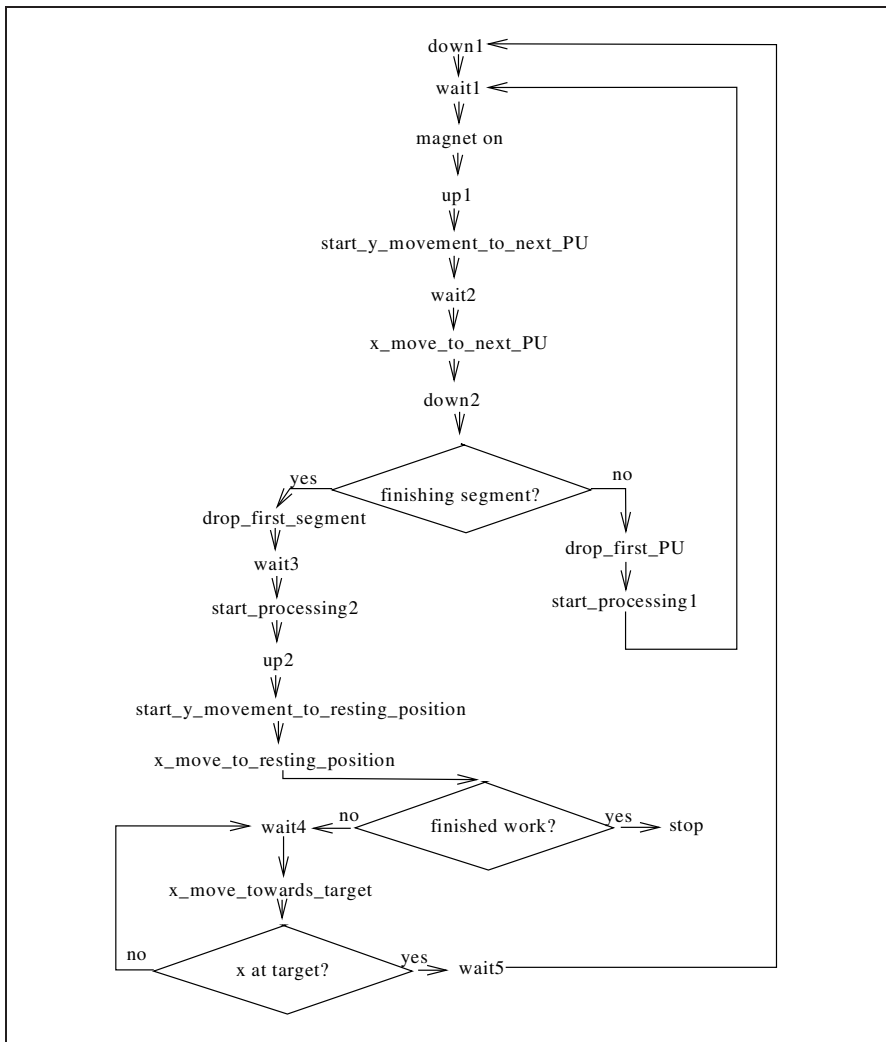 down1
wait1
magnet on
up1
start_y_movement_to_next_PU
wait2
x_move_to_next_PU
down2
yes
no
finishing segment?
drop_first_segment
drop_first_PU
wait3
start_processing1
start_processing2
up2
start_y_movement_to_resting_position
x_move_to_resting_position
no
yes
wait4
finished work?
stop
x_move_towards_target
no
yes
x at target?
wait5